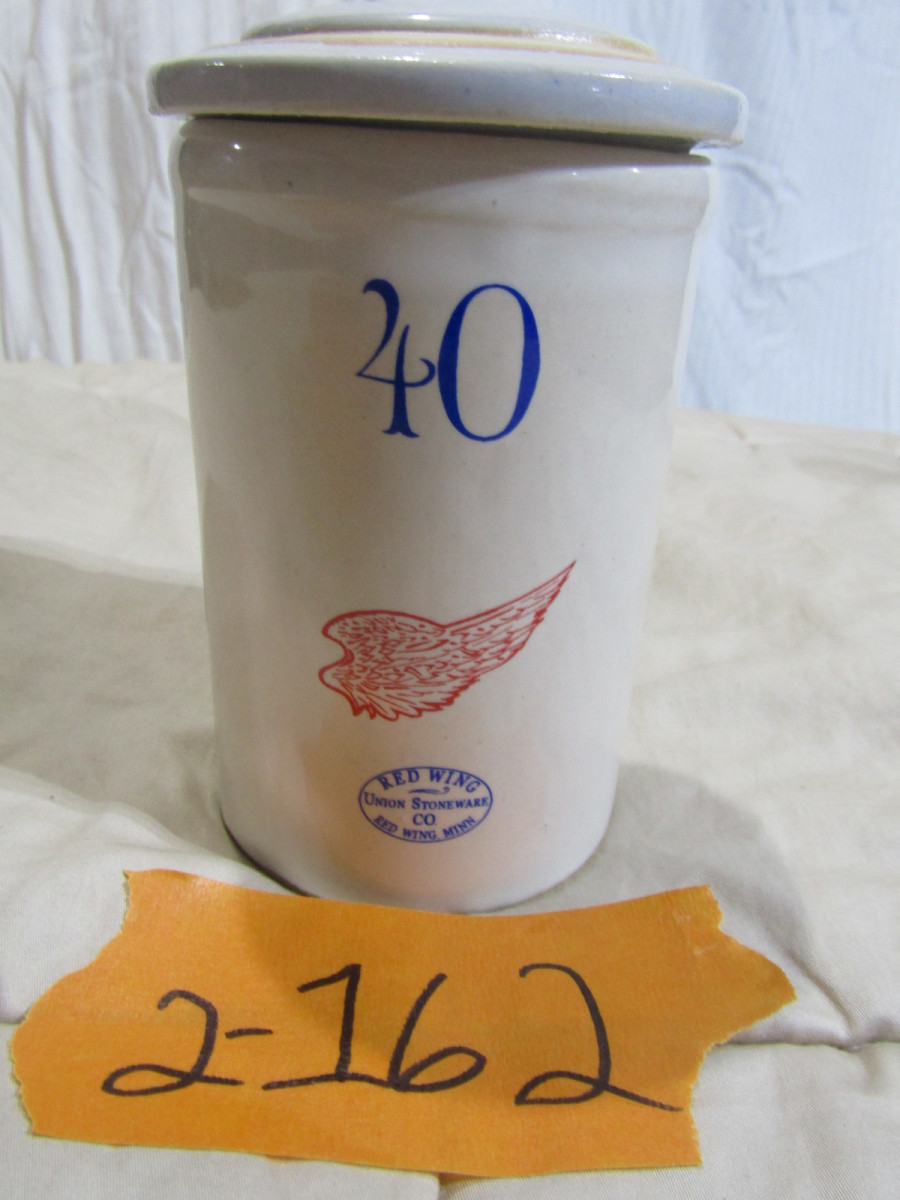 40
RED WING
UNION STONEWARE
CO.
RED WING, MINN
2-162